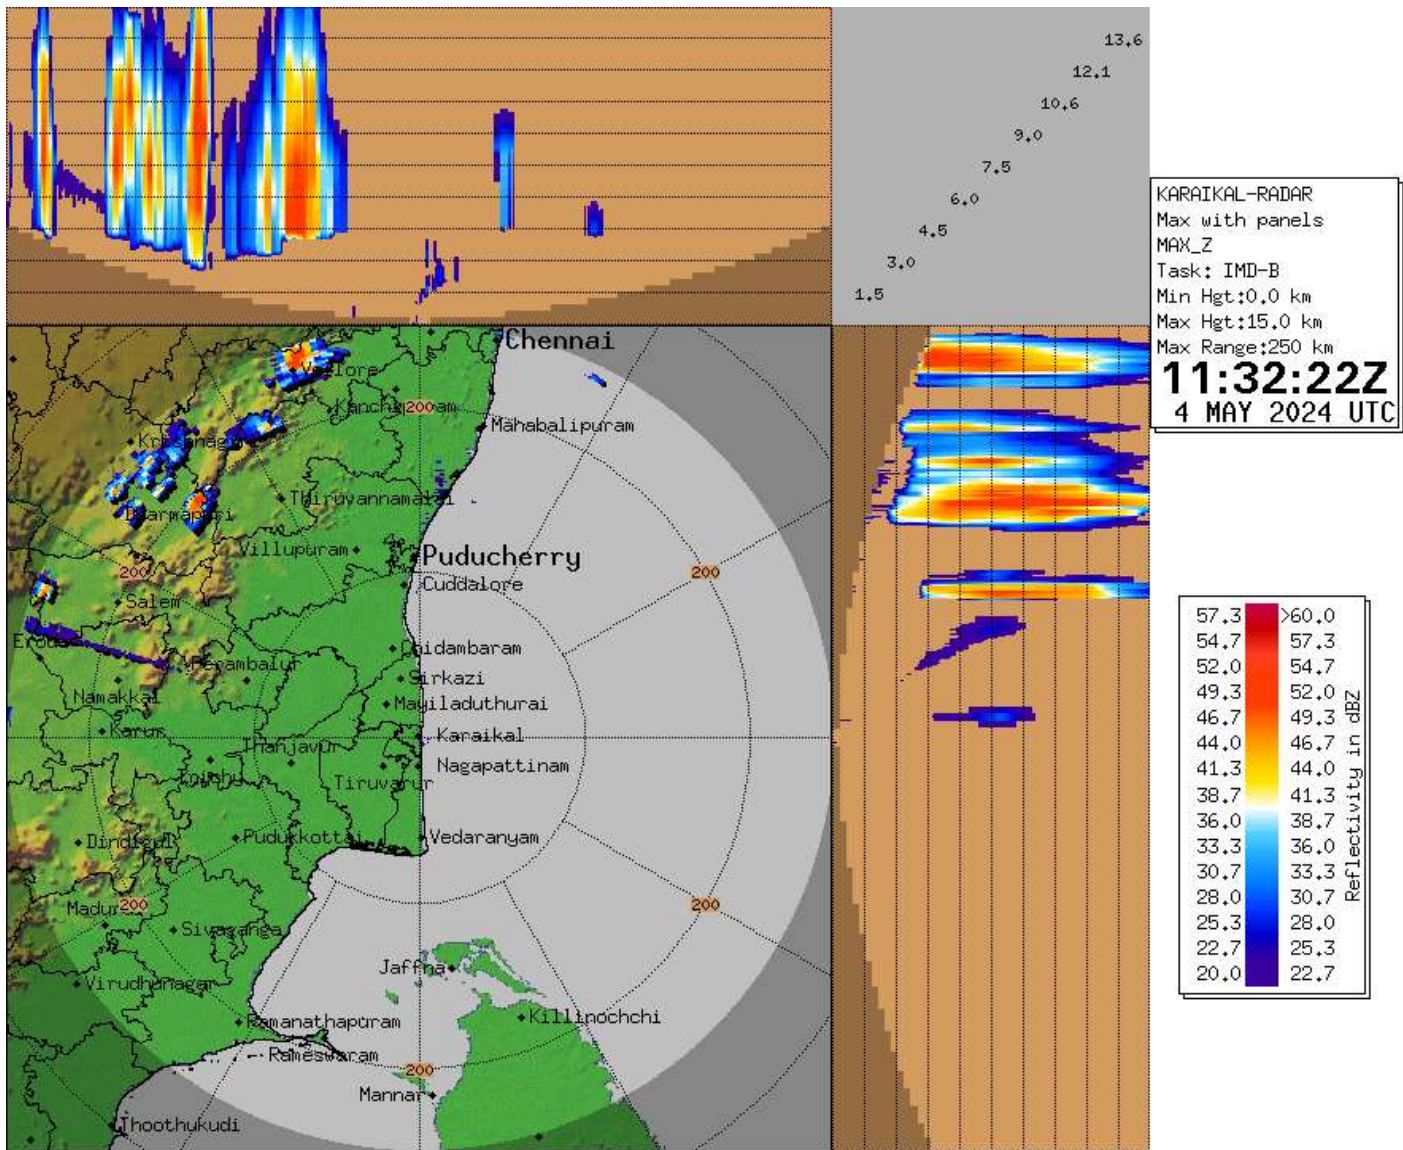 13.6
12.1
10.6
9.0
7.5
6.0
4.5
3.0
1.5
KARAIKAL-RADAR
Max with panels
MAX_Z
Task: IMD-B
Min Hgt:0.0 km
Max Hgt:15.0 km
Max Range:250 km
11:32:22Z
4 MAY 2024 UTC
Chennai
Vellore
200
Mahabalipuram
Thiruvannamalai
Dharmapuri
Villupuram
Puducherry
200
200
Cuddalore
Salem
Chidambaram
Perambalur
Sirkazi
Namakkal
Mayiladuthurai
Karur
Karaikal
Thanjavur
Nagapattinam
Tiruvarur
Dindigul
Pudukkottai
Vedaranyam
200
200
Sivaganga
Jaffna
Virudhunagar
Ramanathapuram
Killinochchi
Rameswaram
200
Mannar
Thoothukudi
57.3 >60.0
54.7 57.3
52.0 54.7
49.3 52.0
46.7 49.3
44.0 46.7
41.3 44.0
38.7 41.3
36.0 38.7
33.3 36.0
30.7 33.3
28.0 30.7
25.3 28.0
22.7 25.3
20.0 22.7
Reflectivity in dBZ